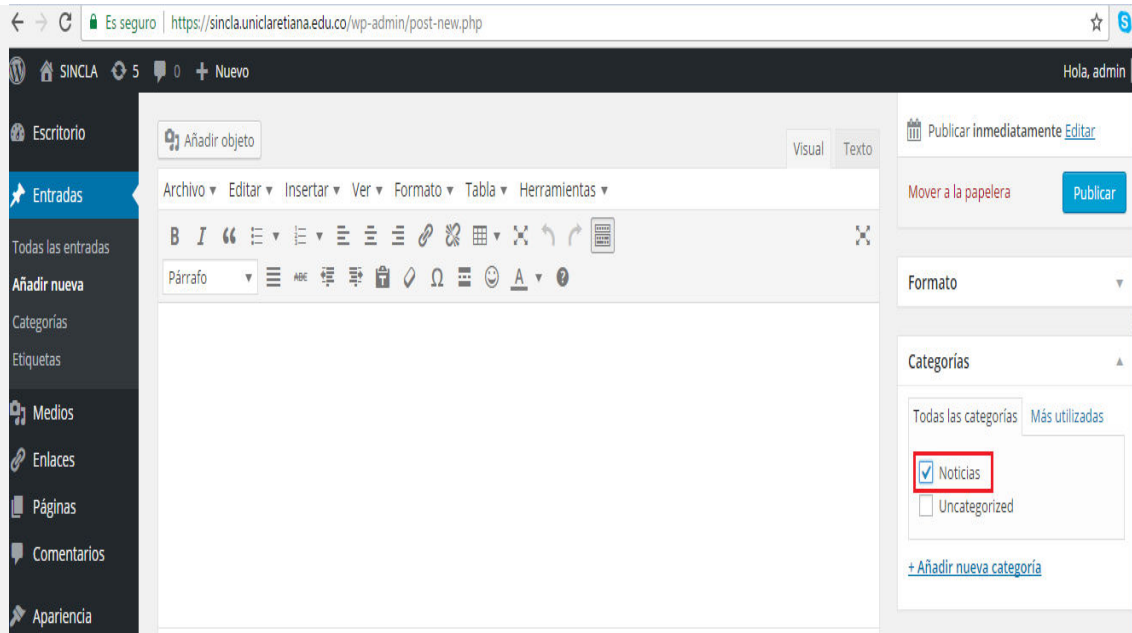 Es seguro | https://sincla.uniclaretiana.edu.co/wp-admin/post-new.php
SINCLA 5 0 + Nuevo
Hola, admin
Escritorio
Entradas
Todas las entradas
Añadir nueva
Categorías
Etiquetas
Medios
Enlaces
Páginas
Comentarios
Apariencia
Añadir objeto
Visual Texto
Archivo Editar Insertar Ver Formato Tabla Herramientas
B I
Párrafo ABC Ω A
Publicar inmediatamente Editar
Mover a la papelera Publicar
Formato
Categorías
Todas las categorías Más utilizadas
Noticias
Uncategorized
+ Añadir nueva categoría